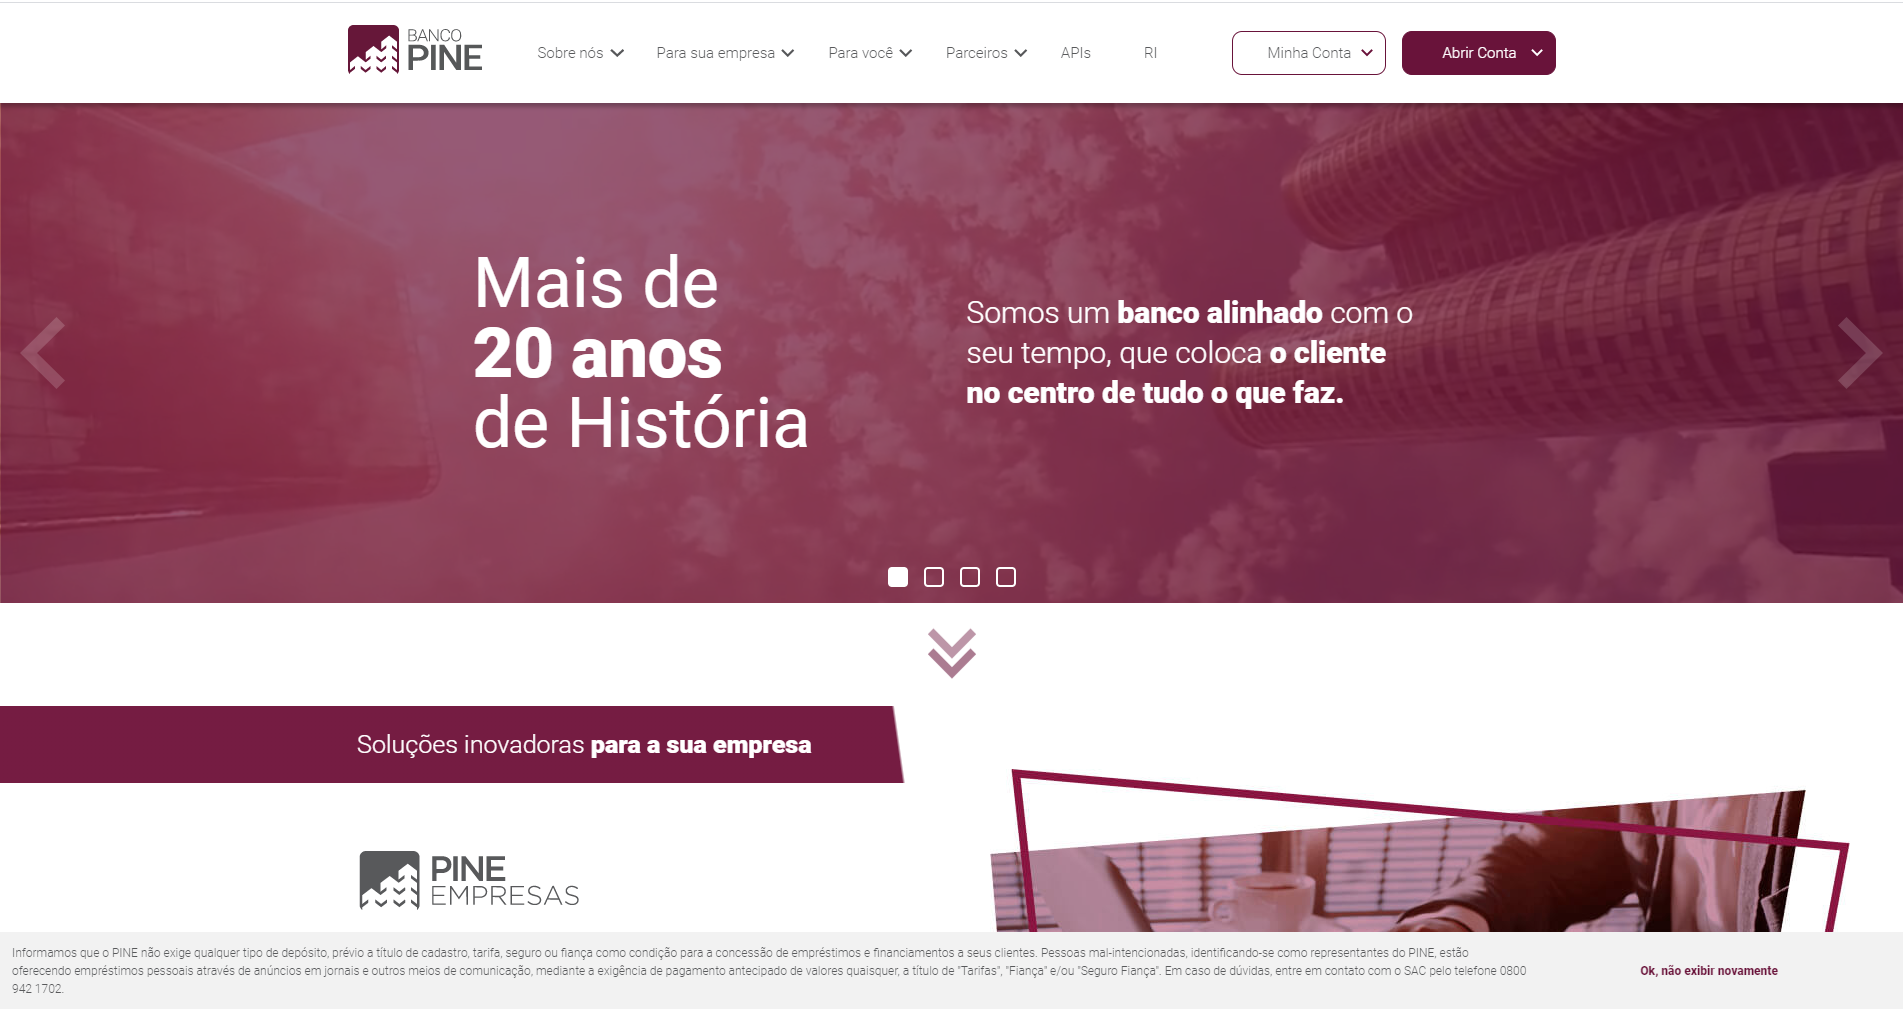 BANCO
PINE
Sobre nós
Para sua empresa
Para você
Parceiros
APIs
RI
Minha Conta
Abrir Conta
Mais de
20 anos
de História
Somos um banco alinhado com o
seu tempo, que coloca o cliente
no centro de tudo o que faz.
Soluções inovadoras para a sua empresa
PINE
EMPRESAS
Informamos que o PINE não exige qualquer tipo de depósito, prévio a título de cadastro, tarifa, seguro ou fiança como condição para a concessão de empréstimos e financiamentos a seus clientes. Pessoas mal-intencionadas, identificando-se como representantes do PINE, estão
oferecendo empréstimos pessoais através de anúncios em jornais e outros meios de comunicação, mediante a exigência de pagamento antecipado de valores quaisquer, a título de "Tarifas", "Fiança" e/ou "Seguro Fiança". Em caso de dúvidas, entre em contato com o SAC pelo telefone 0800
942 1702.
Ok, não exibir novamente